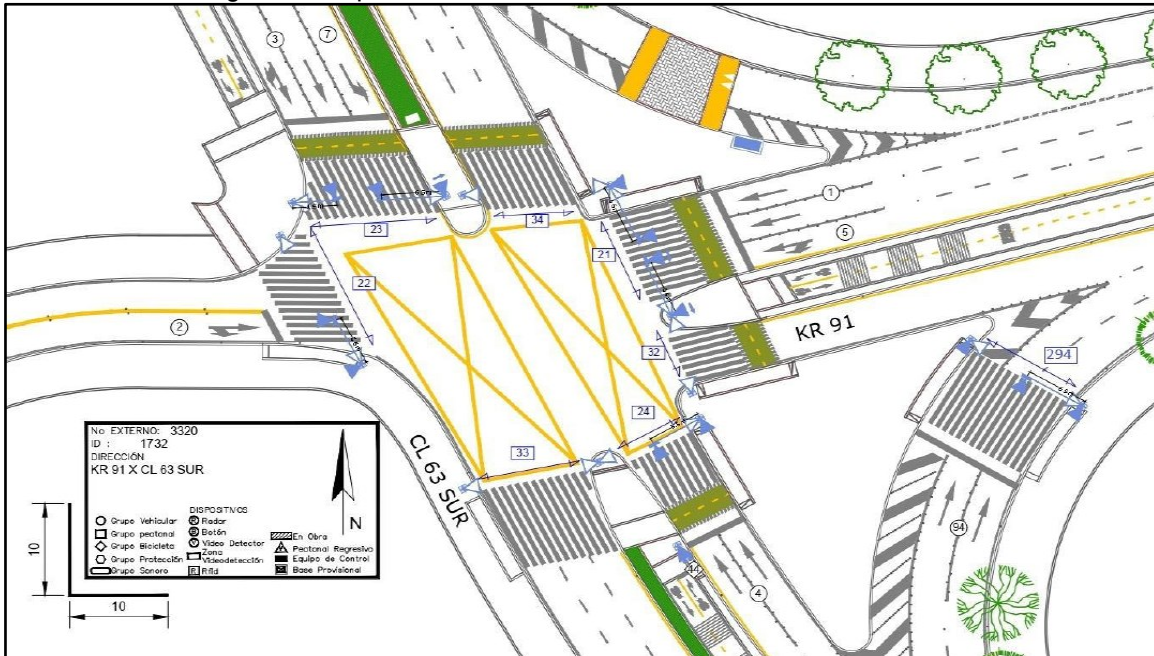 3
7
1
5
23
34
21
22
2
KR 91
32
294
24
33
CL 63 SUR
94
44
4
No EXTERNO: 3320
ID : 1732
DIRECCIÓN
KR 91 X CL 63 SUR
N
DISPOSITIVOS
Grupo Vehicular
Grupo peatonal
Grupo Bicicleta
Grupo Protección
Grupo Sonoro
Radar
Botón
Video Detector
Zona
Videodetección
Rfid
En Obra
Peatonal Regresivo
Equipo de Control
Base Provisional
10
10